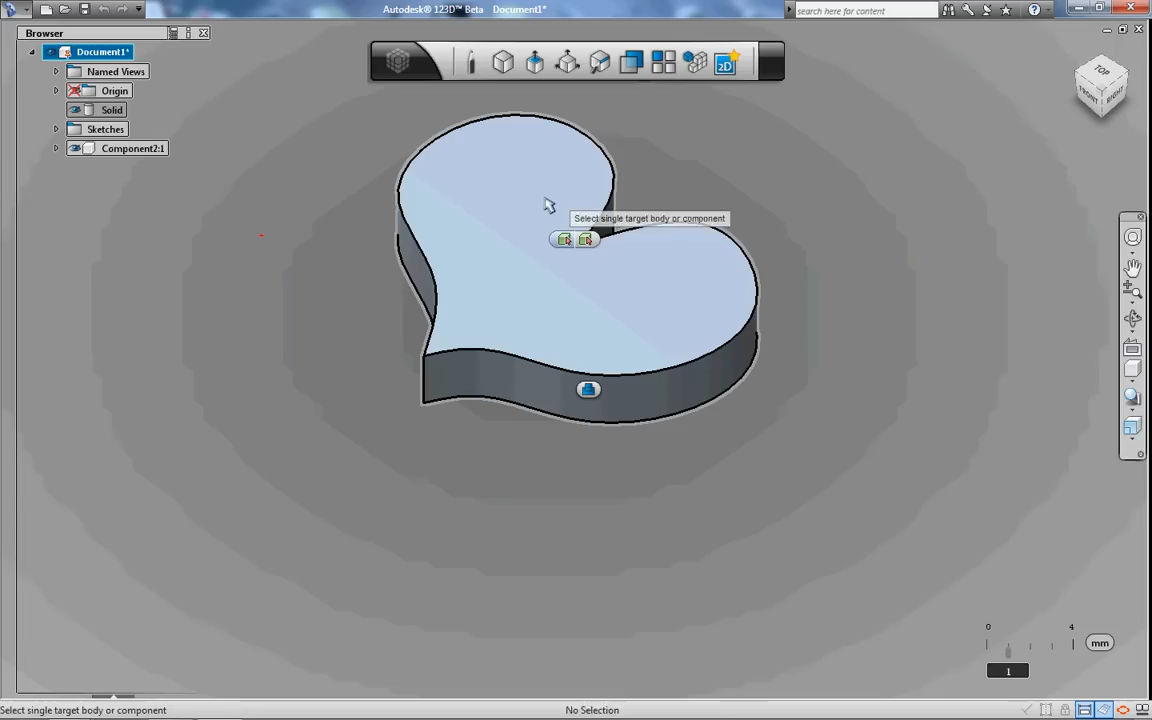 Autodesk® 123D™ Beta Document1*
search here for content
Browser
Document1*
Named Views
Origin
Solid
Sketches
Component2:1
2D
TOP
FRONT
RIGHT
Select single target body or component
0 4
mm
1
Select single target body or component
No Selection